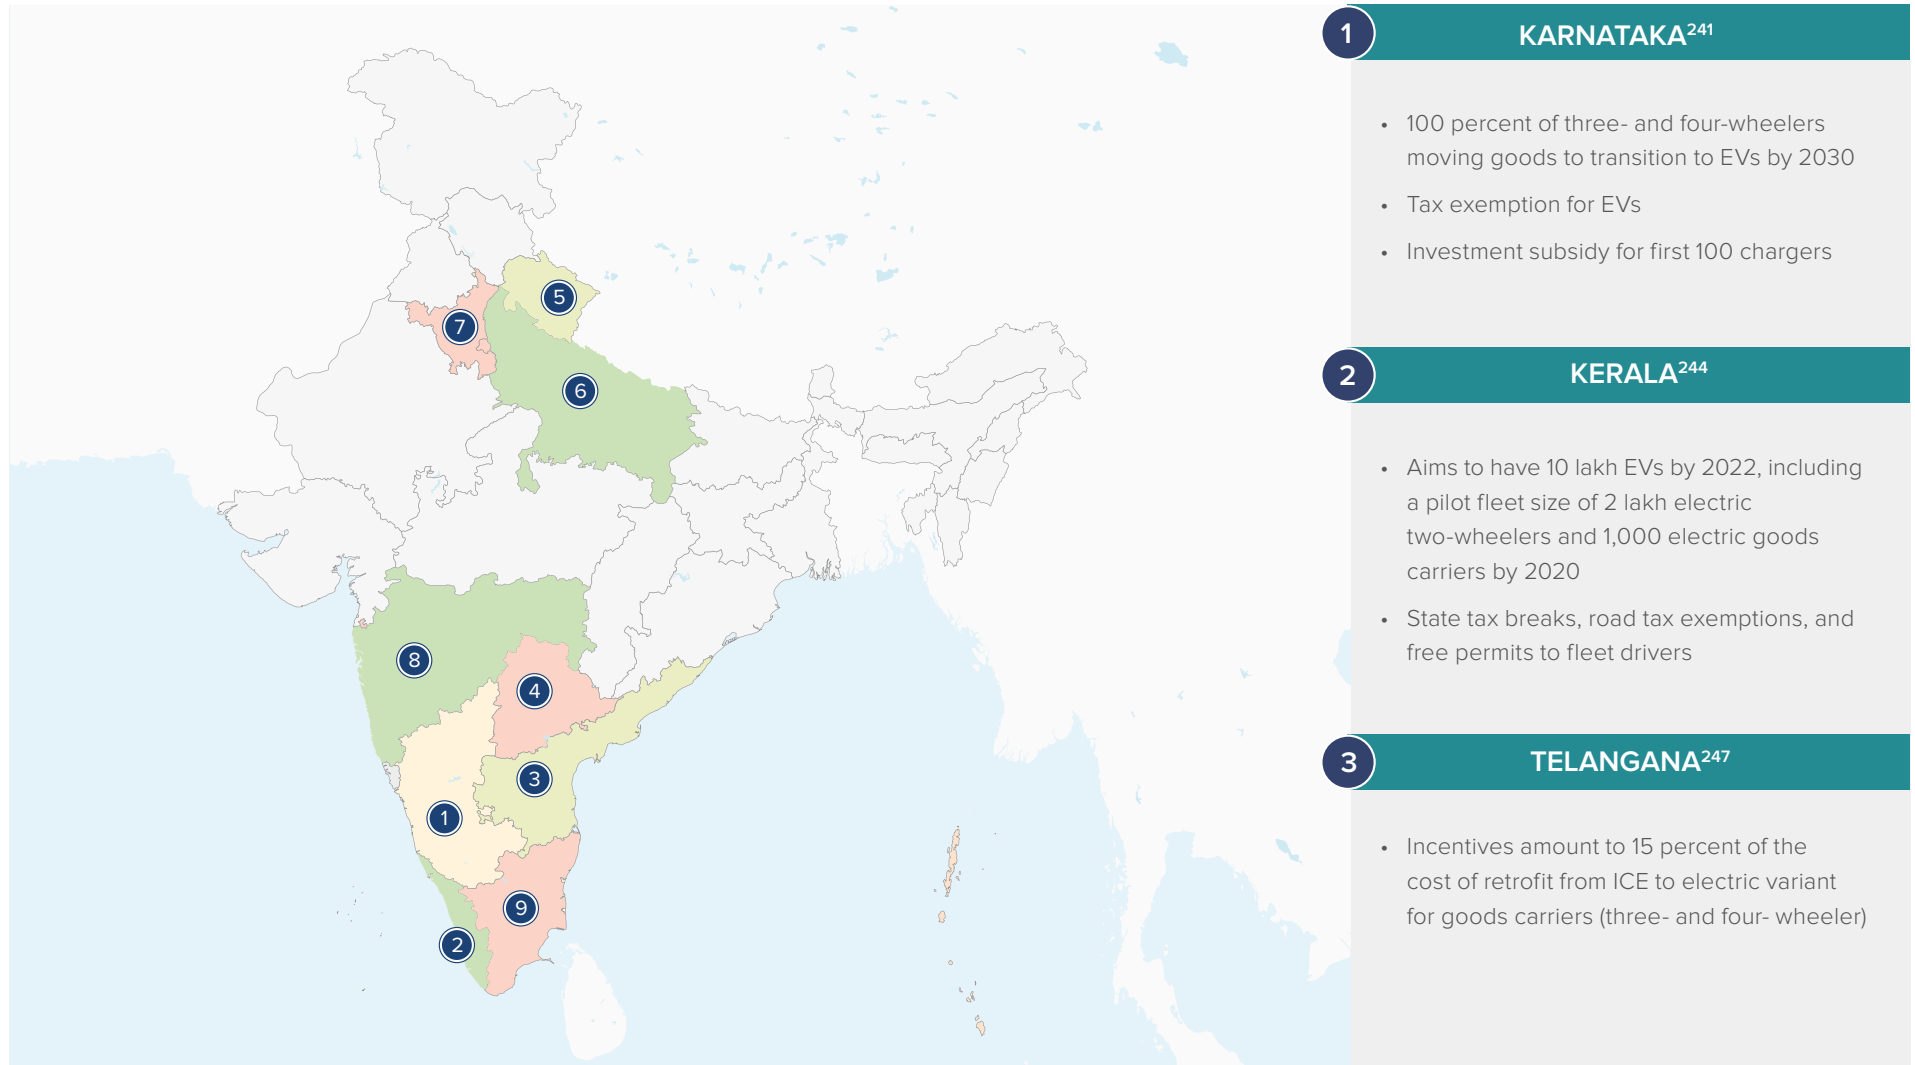 5
7
6
8
4
3
1
9
2
1
KARNATAKA241
• 100 percent of three- and four-wheelers
moving goods to transition to EVs by 2030
• Tax exemption for EVs
• Investment subsidy for first 100 chargers
2
KERALA244
• Aims to have 10 lakh EVs by 2022, including
a pilot fleet size of 2 lakh electric
two-wheelers and 1,000 electric goods
carriers by 2020
• State tax breaks, road tax exemptions, and
free permits to fleet drivers
3
TELANGANA247
• Incentives amount to 15 percent of the
cost of retrofit from ICE to electric variant
for goods carriers (three- and four- wheeler)